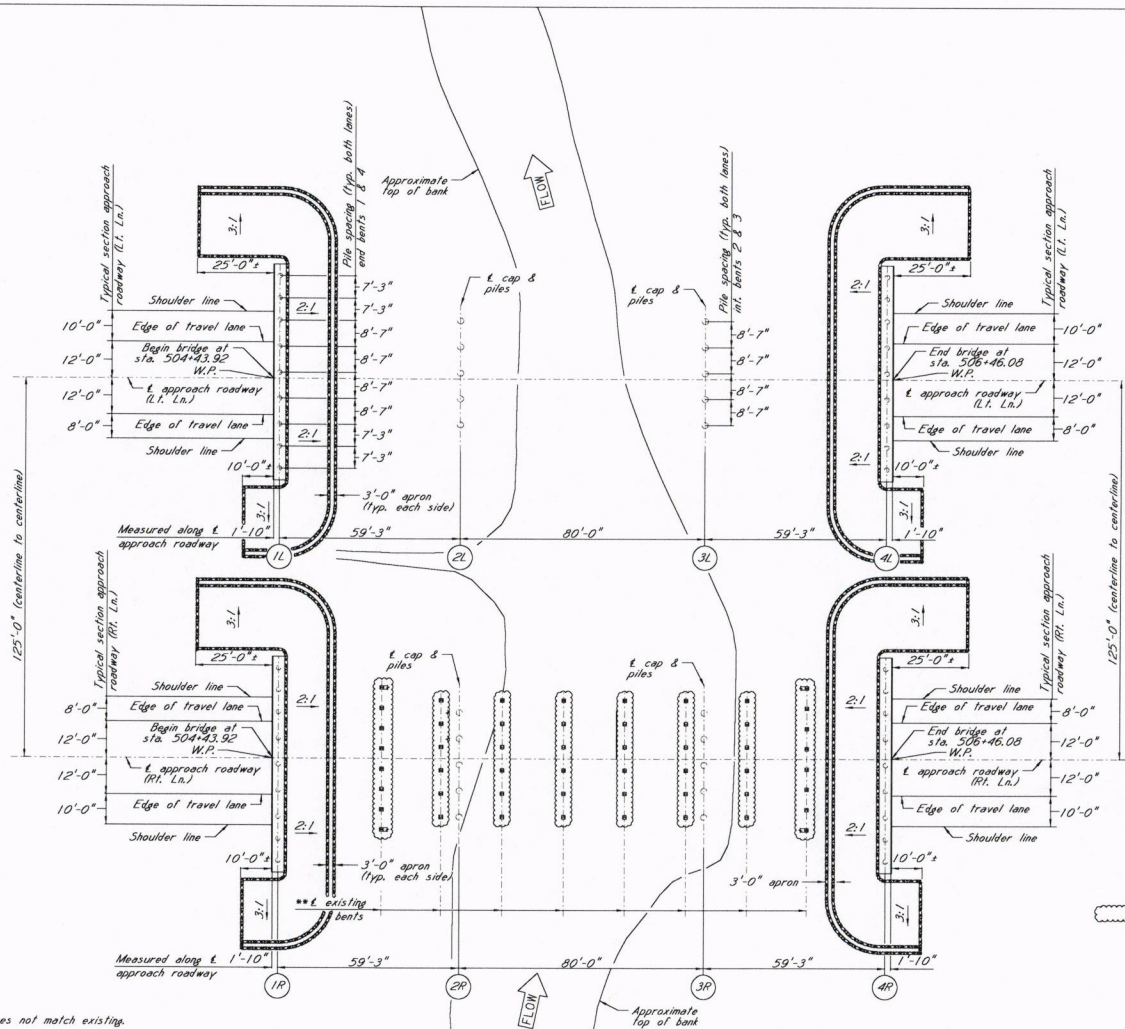 FLOW
Typical section approach
roadway (Lt. Ln.)
Pile spacing (typ. both lanes)
end bents 1 & 4
Approximate
top of bank
Pile spacing (typ. both lanes)
int. bents 2 & 3
Typical section approach
roadway (Lt. Ln.)
3:1
3:1
25'-0"±
25'-0"±
℄ cap &
piles
℄ cap &
piles
Shoulder line
2:1
7'-3"
7'-3"
8'-7"
8'-7"
8'-7"
8'-7"
7'-3"
7'-3"
8'-7"
8'-7"
8'-7"
8'-7"
2:1
Shoulder line
10'-0"
Edge of travel lane
Edge of travel lane
10'-0"
Begin bridge at
sta. 504+43.92
W.P.
End bridge at
sta. 506+46.08
W.P.
12'-0"
12'-0"
℄ approach roadway
(Lt. Ln.)
℄ approach roadway
(Lt. Ln.)
12'-0"
12'-0"
8'-0"
Edge of travel lane
Edge of travel lane
8'-0"
Shoulder line
2:1
2:1
Shoulder line
10'-0"±
10'-0"±
3:1
3'-0" apron
(typ. each side)
3:1
Measured along ℄
approach roadway
1'-10"
59'-3"
80'-0"
59'-3"
1'-10"
1L
2L
3L
4L
125'-0" (centerline to centerline)
125'-0" (centerline to centerline)
Typical section approach
roadway (Rt. Ln.)
Typical section approach
roadway (Rt. Ln.)
3:1
3:1
25'-0"±
25'-0"±
℄ cap &
piles
℄ cap &
piles
Shoulder line
2:1
2:1
Shoulder line
8'-0"
Edge of travel lane
Edge of travel lane
8'-0"
Begin bridge at
sta. 504+43.92
W.P.
End bridge at
sta. 506+46.08
W.P.
12'-0"
12'-0"
℄ approach roadway
(Rt. Ln.)
℄ approach roadway
(Rt. Ln.)
12'-0"
12'-0"
10'-0"
Edge of travel lane
Edge of travel lane
10'-0"
Shoulder line
2:1
2:1
Shoulder line
10'-0"±
10'-0"±
3'-0" apron
(typ. each side)
3'-0" apron
3:1
3:1
**℄ existing
bents
Measured along ℄
approach roadway
1'-10"
59'-3"
80'-0"
59'-3"
1'-10"
1R
2R
3R
4R
FLOW
Approximate
top of bank
es not match existing.